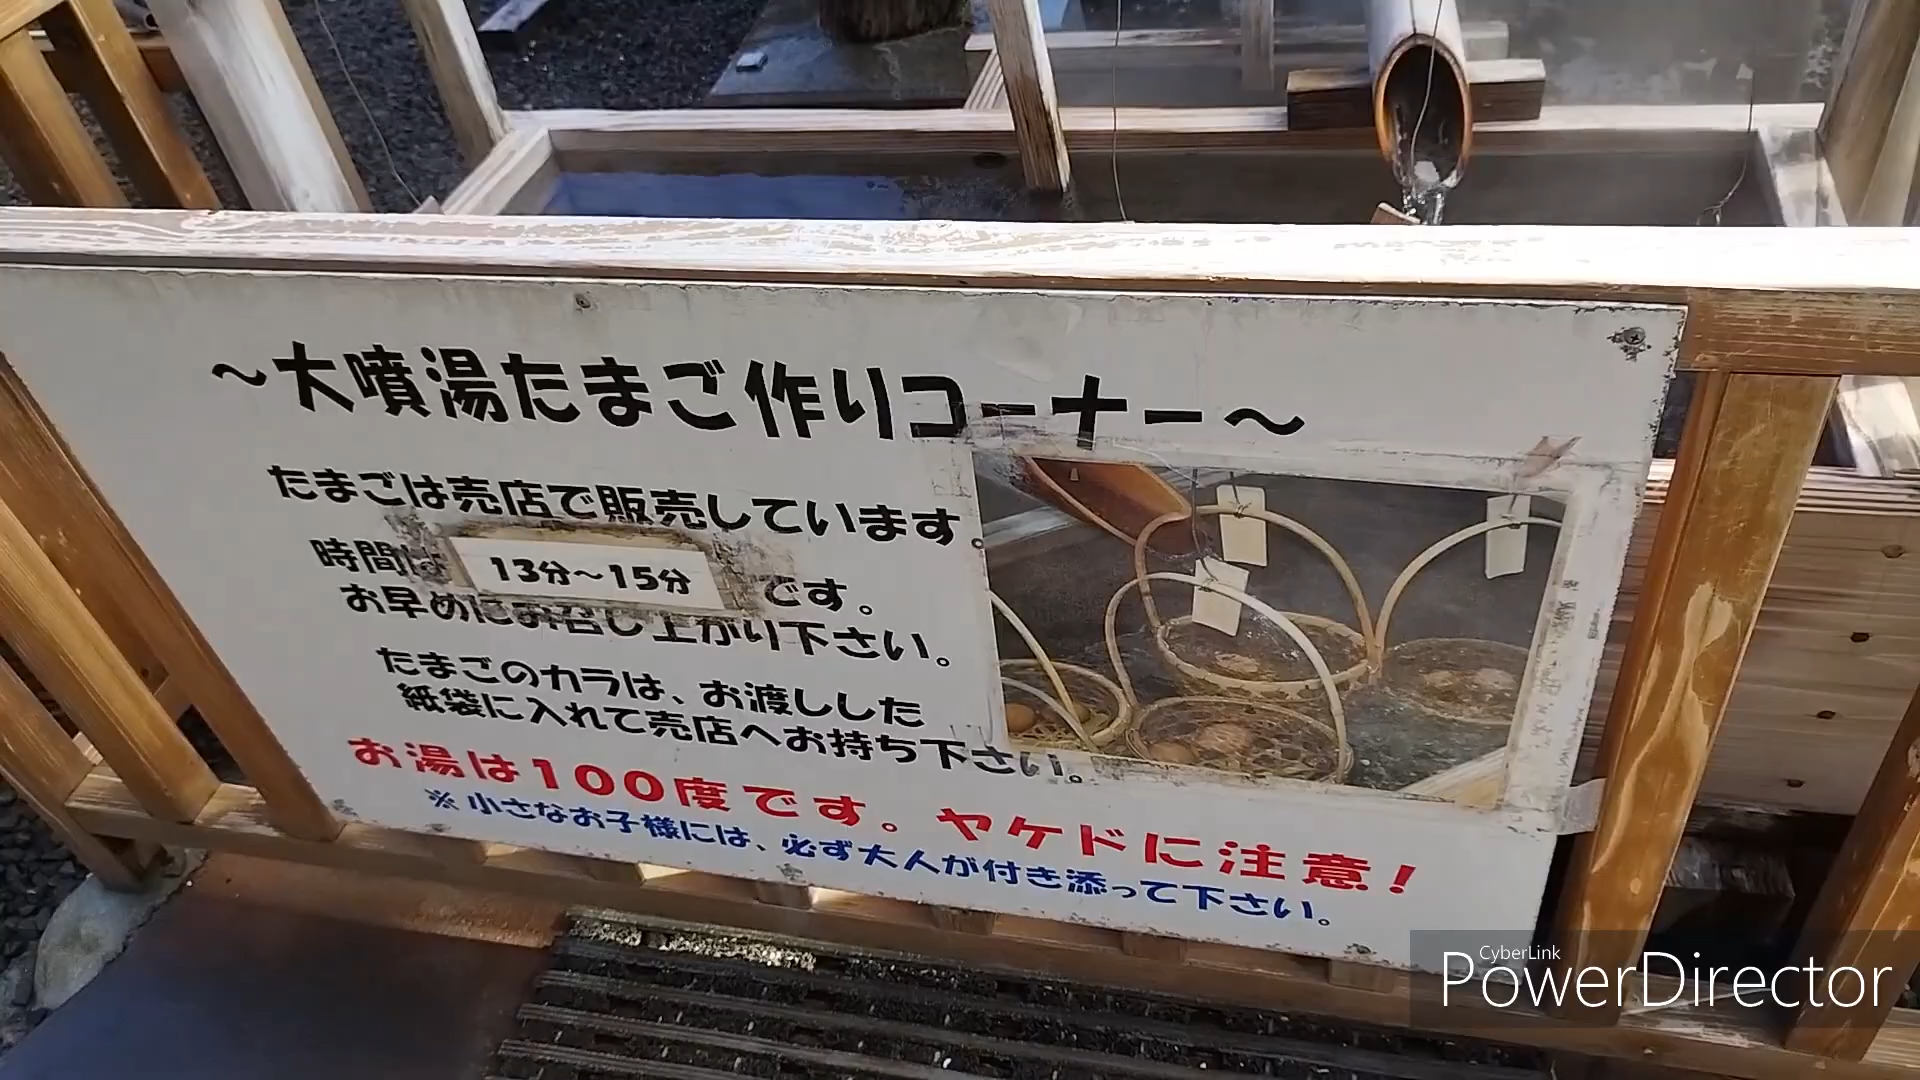 ～大噴湯たまご作りコーナー～
たまごは売店で販売しています。
時間は 13分～15分 です。
お早めにお召し上がり下さい。
たまごのカラは、お渡しした
紙袋に入れて売店へお持ち下さい。
お湯は100度です。ヤケドに注意！
※小さなお子様には、必ず大人が付き添って下さい。
CyberLink
PowerDirector